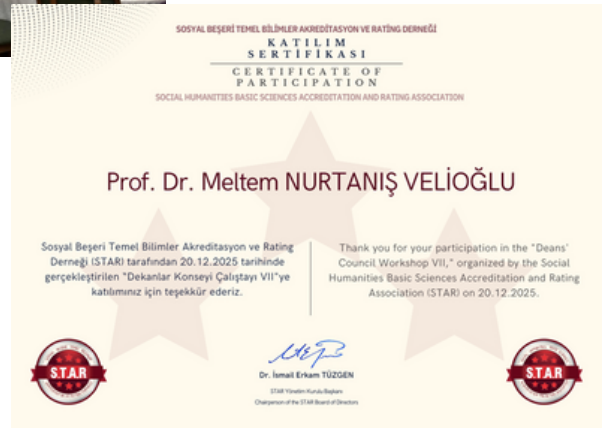 SOSYAL BEŞERİ TEMEL BİLİMLER AKREDİTASYON VE RATING DERNEĞİ
KATILIM
SERTİFİKASI
CERTIFICATE OF
PARTICIPATION
SOCIAL HUMANITIES BASIC SCIENCES ACCREDITATION AND RATING ASSOCIATION
Prof. Dr. Meltem NURTANIŞ VELİOĞLU
Sosyal Beşeri Temel Bilimler Akreditasyon ve Rating
Derneği (STAR) tarafından 20.12.2025 tarihinde
gerçekleştirilen "Dekanlar Konseyi Çalıştayı VII"ye
katılımınız için teşekkür ederiz.
Thank you for your participation in the "Deans'
Council Workshop VII," organized by the Social
Humanities Basic Sciences Accreditation and Rating
Association (STAR) on 20.12.2025.
Dr. İsmail Erkam TÜZGEN
STAR Yönetim Kurulu Başkanı
Chairperson of the STAR Board of Directors
S.T.A.R
S.T.A.R